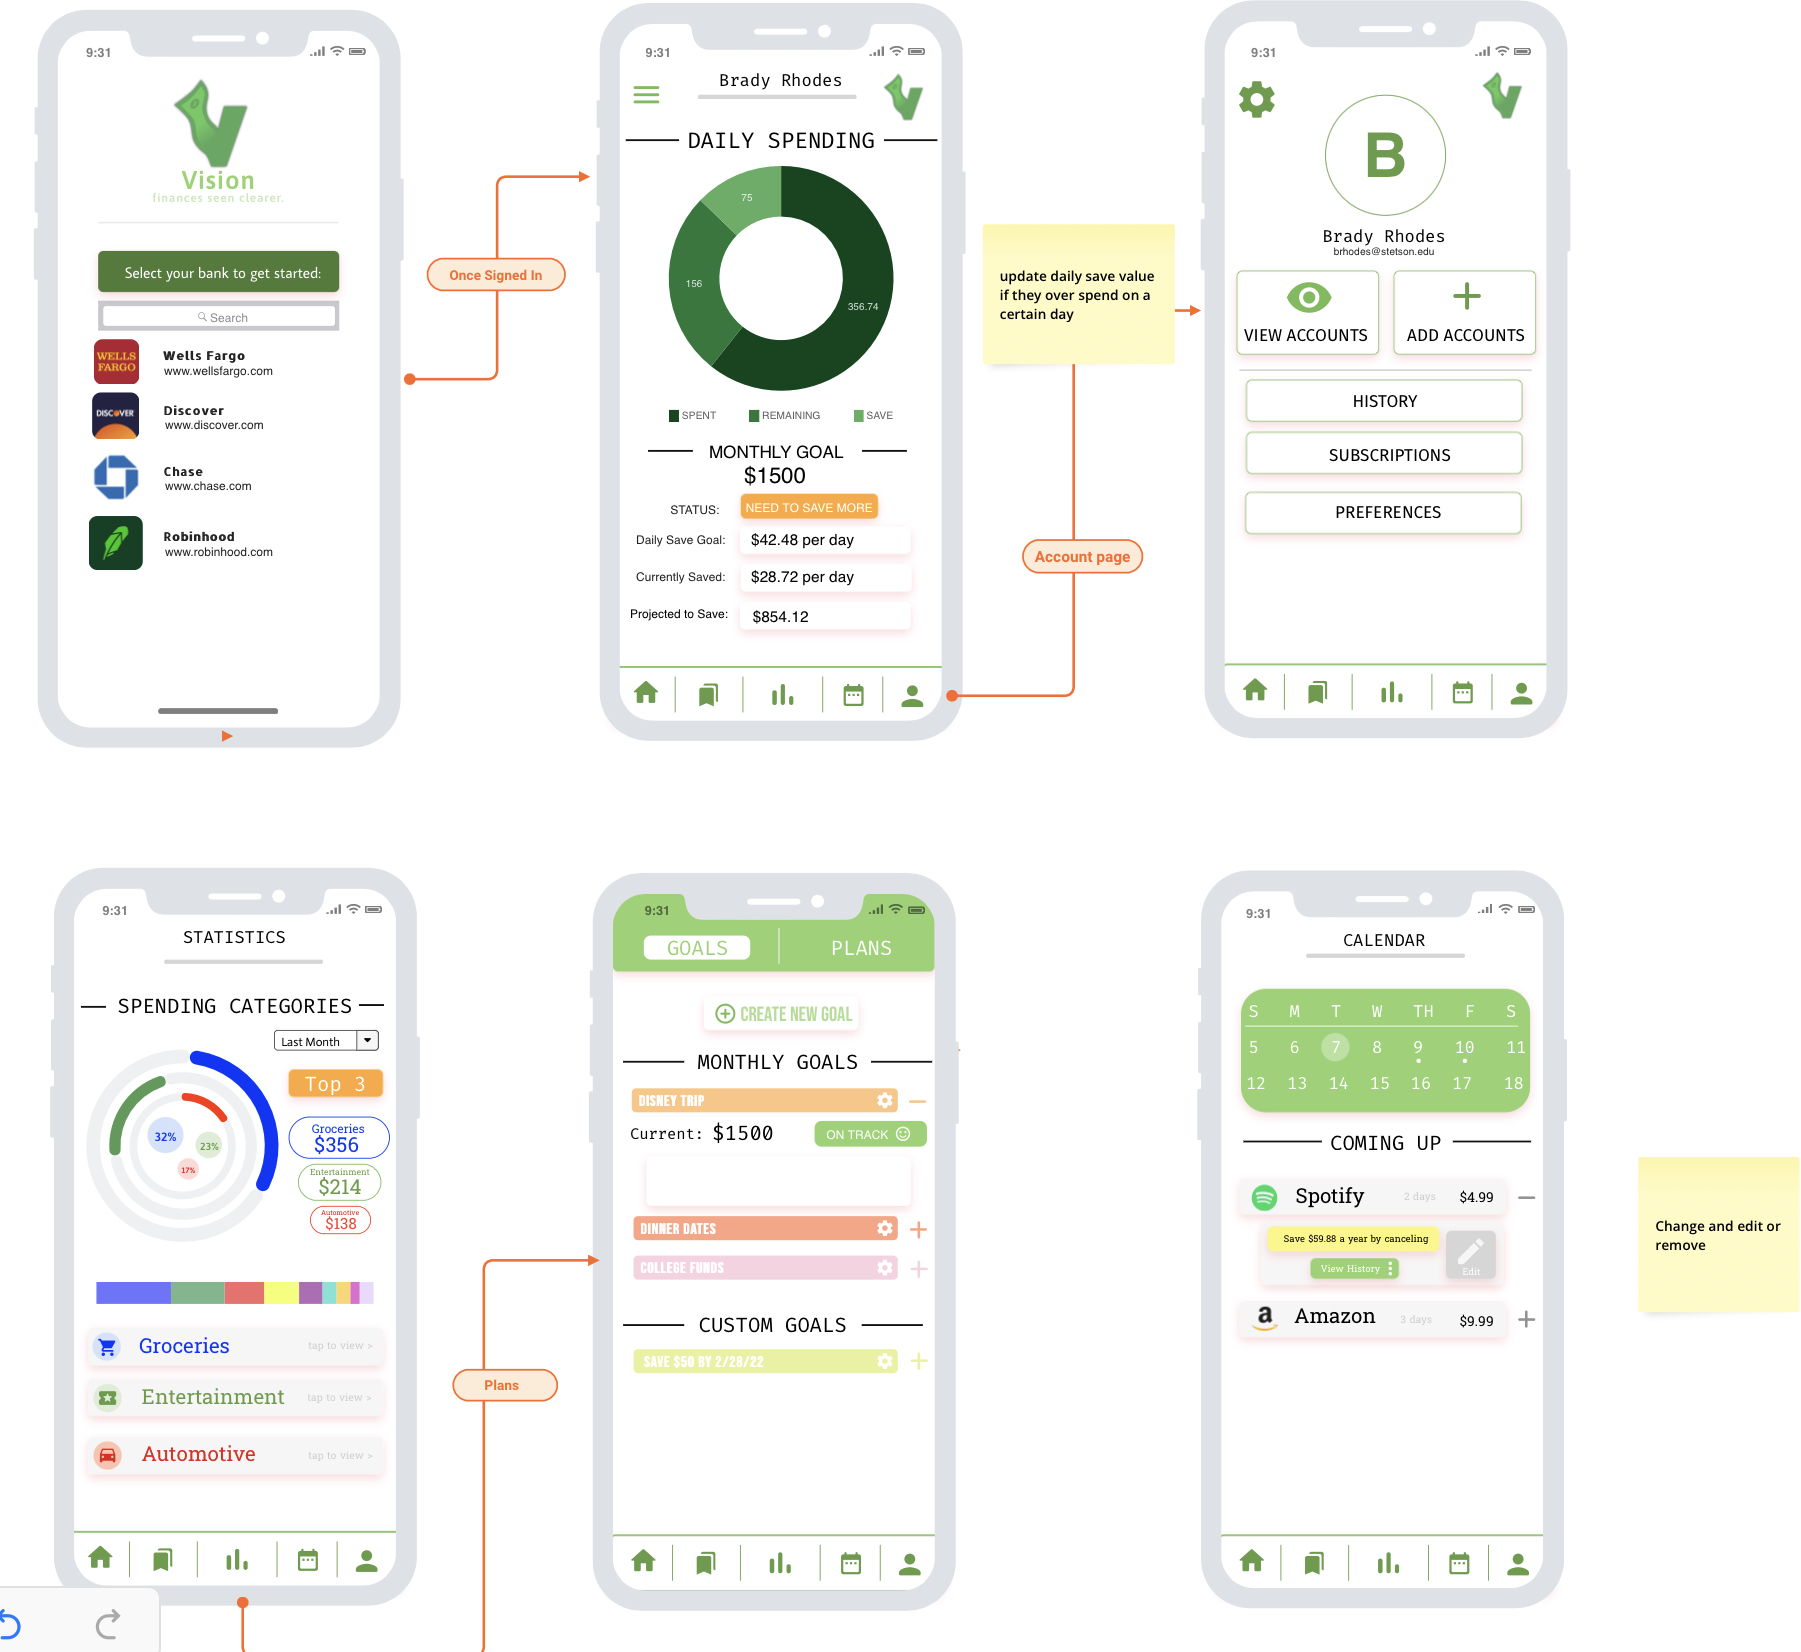 9:31
Vision
finances seen clearer.
Select your bank to get started:
Search
WELLS
FARGO
Wells Fargo
www.wellsfargo.com
DISCOVER
Discover
www.discover.com
Chase
www.chase.com
Robinhood
www.robinhood.com
Once Signed In
9:31
Brady Rhodes
DAILY SPENDING
75
156
356.74
SPENT REMAINING SAVE
MONTHLY GOAL
$1500
STATUS: NEED TO SAVE MORE
Daily Save Goal: $42.48 per day
Currently Saved: $28.72 per day
Projected to Save: $854.12
update daily save value
if they over spend on a
certain day
Account page
9:31
B
Brady Rhodes
brhodes@stetson.edu
VIEW ACCOUNTS ADD ACCOUNTS
HISTORY
SUBSCRIPTIONS
PREFERENCES
9:31
STATISTICS
SPENDING CATEGORIES
Last Month
Top 3
32%
23%
17%
Groceries
$356
Entertainment
$214
Automotive
$138
Groceries tap to view >
Entertainment tap to view >
Automotive tap to view >
Plans
9:31
GOALS PLANS
CREATE NEW GOAL
MONTHLY GOALS
DISNEY TRIP
Current: $1500 ON TRACK
DINNER DATES
COLLEGE FUNDS
CUSTOM GOALS
SAVE $50 BY 2/28/22
9:31
CALENDAR
S M T W TH F S
5 6 7 8 9 10 11
12 13 14 15 16 17 18
COMING UP
Spotify 2 days $4.99
Save $59.88 a year by canceling
View History
Edit
a Amazon 3 days $9.99
Change and edit or
remove